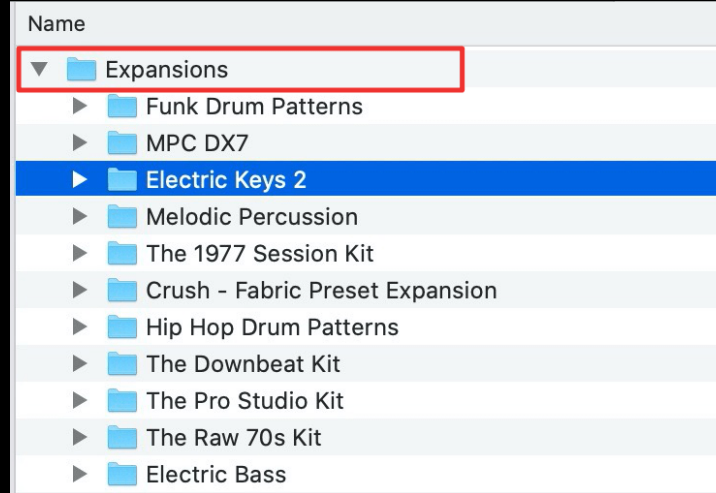 Name
Expansions
Funk Drum Patterns
MPC DX7
Electric Keys 2
Melodic Percussion
The 1977 Session Kit
Crush - Fabric Preset Expansion
Hip Hop Drum Patterns
The Downbeat Kit
The Pro Studio Kit
The Raw 70s Kit
Electric Bass